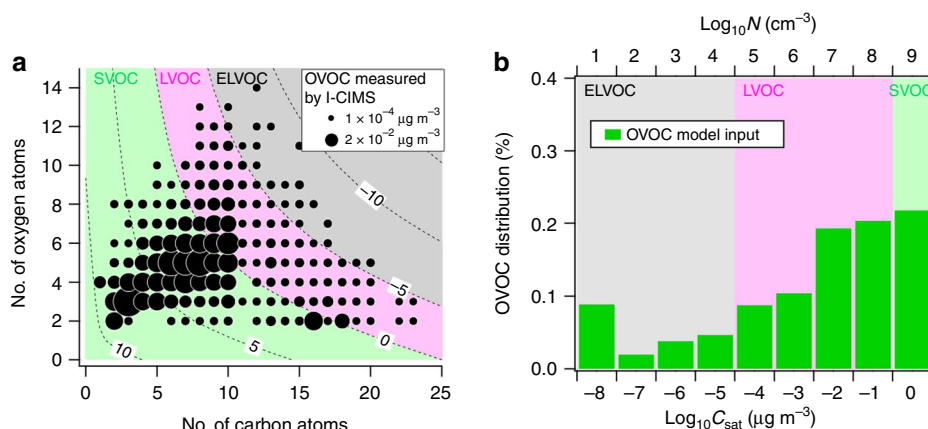 a
SVOC LVOC ELVOC
OVOC measured
by I-CIMS
1 × 10⁻⁴ μg m⁻³
2 × 10⁻² μg m⁻³
14
12
10
8
6
4
2
0
No. of oxygen atoms
−10
−5
0
5
10
0 5 10 15 20 25
No. of carbon atoms
b
Log₁₀N (cm⁻³)
1 2 3 4 5 6 7 8 9
ELVOC LVOC SVOC
OVOC model input
0.4
0.3
0.2
0.1
0.0
OVOC distribution (%)
−8 −7 −6 −5 −4 −3 −2 −1 0
Log₁₀C_sat (μg m⁻³)